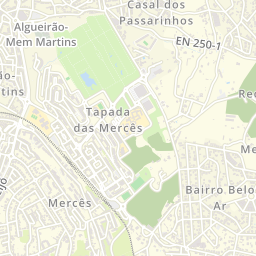 Casal dos
Passarinhos
Algueirão-
Mem Martins
EN 250-1
Tapada
das Mercês
Bairro Belo
Ar
Mercês